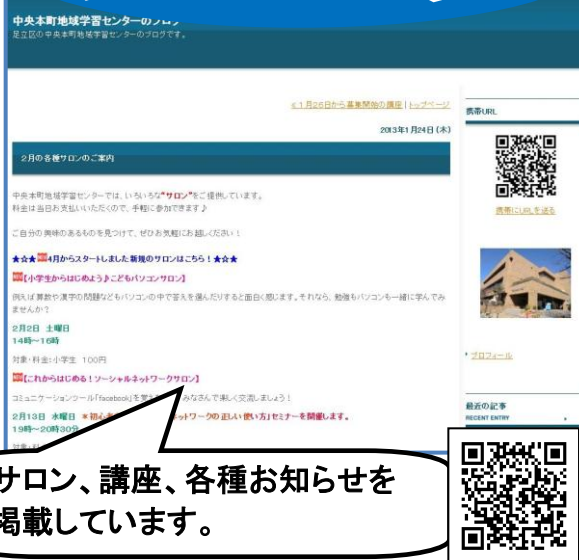 中央本町地域学習センターのブログ
足立区の中央本町地域学習センターのブログです。
« 1月26日から募集開始の講座 | トップページ
2013年1月24日 (木)
2月の各種サロンのご案内
中央本町地域学習センターでは、いろいろな"サロン"をご提供しています。
料金は当日お支払いいただくので、手軽に参加できます♪
ご自分の興味のあるものを見つけて、ぜひお気軽にお越しください！
★☆★4月からスタートしました新規のサロンはこちら！★☆★
【小学生からはじめよう♪こどもパソコンサロン】
例えば算数や漢字の問題などもパソコンの中で答えを選んだりすると面白く感じます。それなら、勉強もパソコンも一緒に学んでみ
ませんか？
2月2日 土曜日
14時～16時
対象・料金:小学生 100円
【これからはじめる！ソーシャルネットワークサロン】
コミュニケーションツール「facebook」を覚え みなさんで楽しく交流しましょう！
2月13日 水曜日 ＊初心者 ネットワークの正しい使い方」セミナーを開催します。
19時～20時30分
対象・料
携帯URL
携帯にURLを送る
プロフィール
最近の記事
RECENT ENTRY
サロン、講座、各種お知らせを
掲載しています。